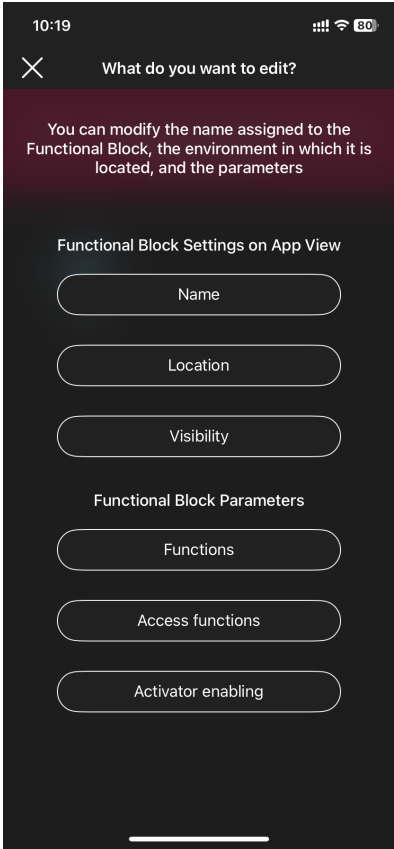 10:19
80
What do you want to edit?
You can modify the name assigned to the
Functional Block, the environment in which it is
located, and the parameters
Functional Block Settings on App View
Name
Location
Visibility
Functional Block Parameters
Functions
Access functions
Activator enabling